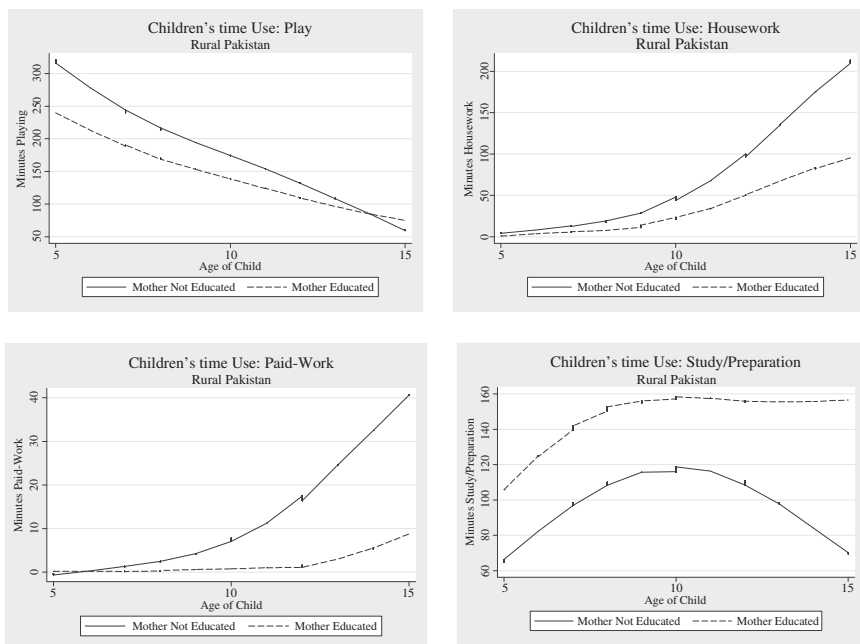 Children's time Use: Play
Rural Pakistan
Minutes Playing
300
250
200
150
100
50
5
10
15
Age of Child
Mother Not Educated
Mother Educated
Children's time Use: Housework
Rural Pakistan
Minutes Housework
200
150
100
50
0
5
10
15
Age of Child
Mother Not Educated
Mother Educated
Children's time Use: Paid-Work
Rural Pakistan
Minutes Paid-Work
40
30
20
10
0
5
10
15
Age of Child
Mother Not Educated
Mother Educated
Children's time Use: Study/Preparation
Rural Pakistan
Minutes Study/Preparation
160
140
120
100
80
60
5
10
15
Age of Child
Mother Not Educated
Mother Educated